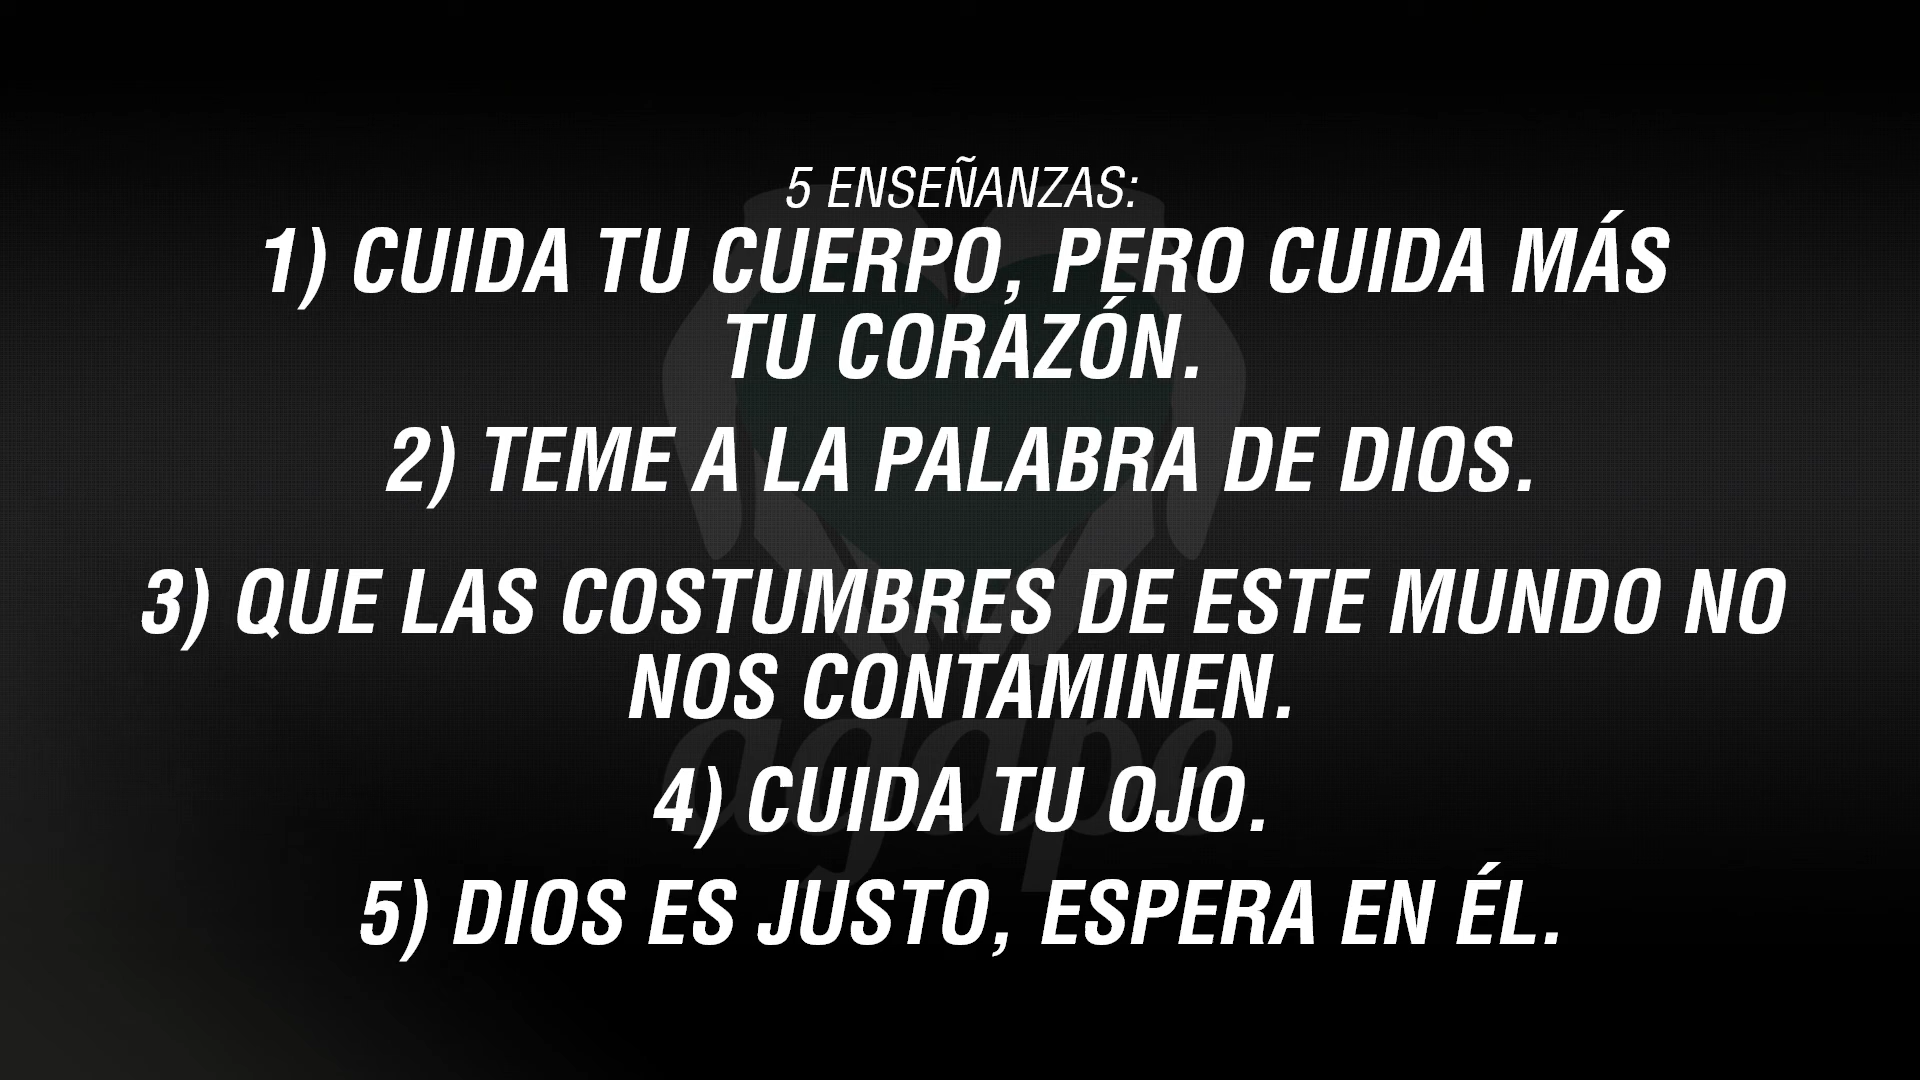 5 ENSEÑANZAS:
1) CUIDA TU CUERPO, PERO CUIDA MÁS
TU CORAZÓN.
2) TEME A LA PALABRA DE DIOS.
3) QUE LAS COSTUMBRES DE ESTE MUNDO NO
NOS CONTAMINEN.
agape
4) CUIDA TU OJO.
5) DIOS ES JUSTO, ESPERA EN ÉL.